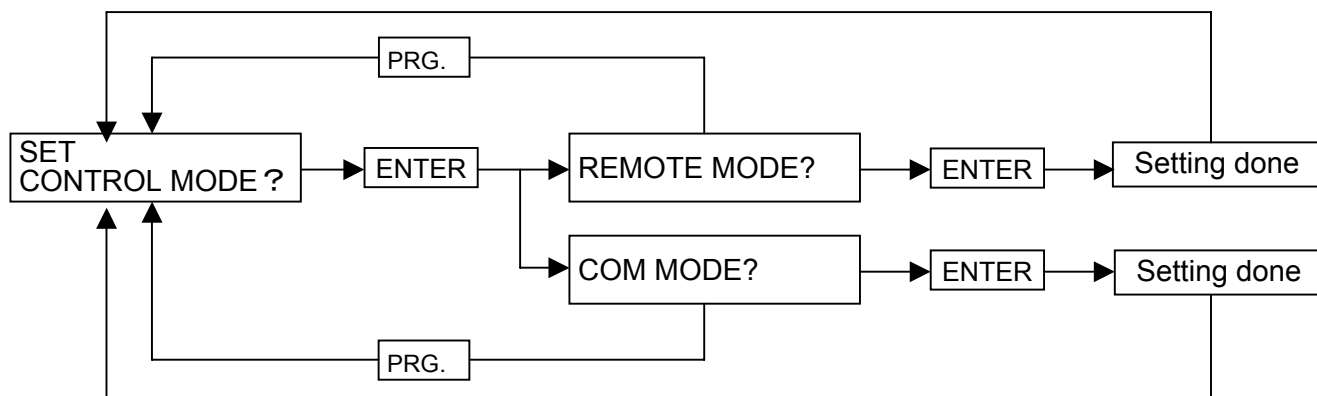 PRG.
SET
CONTROL MODE?
ENTER
REMOTE MODE?
ENTER
Setting done
COM MODE?
ENTER
Setting done
PRG.